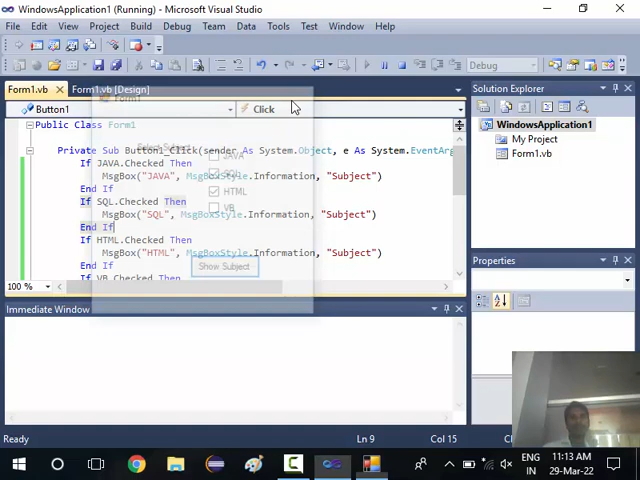 WindowsApplication1 (Running) - Microsoft Visual Studio
File Edit View Project Build Debug Team Data Tools Test Window Help
Debug
Form1.vb Form1.vb [Design]
Form1
Button1 Click
Public Class Form1
Private Sub Button1_Click(sender As System.Object, e As System.EventArg
If JAVA.Checked Then
MsgBox("JAVA", MsgBoxStyle.Information, "Subject")
End If
If SQL.Checked Then
MsgBox("SQL", MsgBoxStyle.Information, "Subject")
End If
If HTML.Checked Then
MsgBox("HTML", MsgBoxStyle.Information, "Subject")
End If
If VB.Checked Then
JAVA
SQL
HTML
VB
Show Subject
100 %
Immediate Window
Solution Explorer
WindowsApplication1
My Project
Form1.vb
Properties
Ready Ln 9 Col 15
ENG
IN
11:13 AM
29-Mar-22